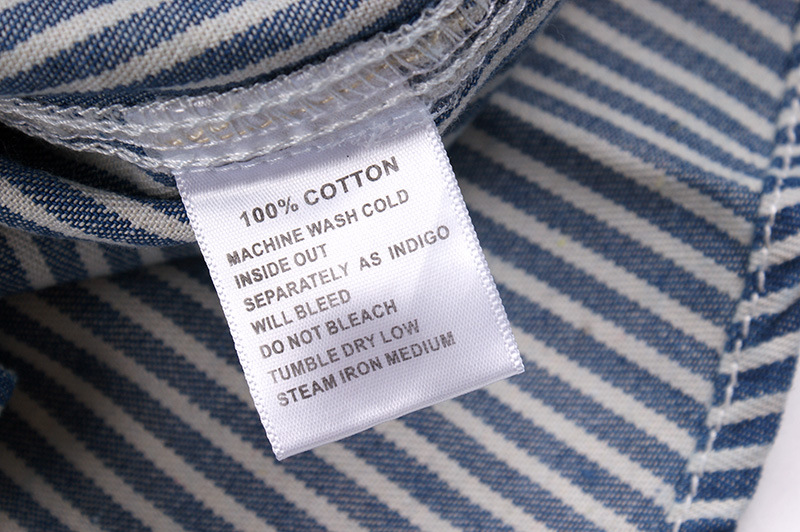 100% COTTON
MACHINE WASH COLD
INSIDE OUT
SEPARATELY AS INDIGO
WILL BLEED
DO NOT BLEACH
TUMBLE DRY LOW
STEAM IRON MEDIUM